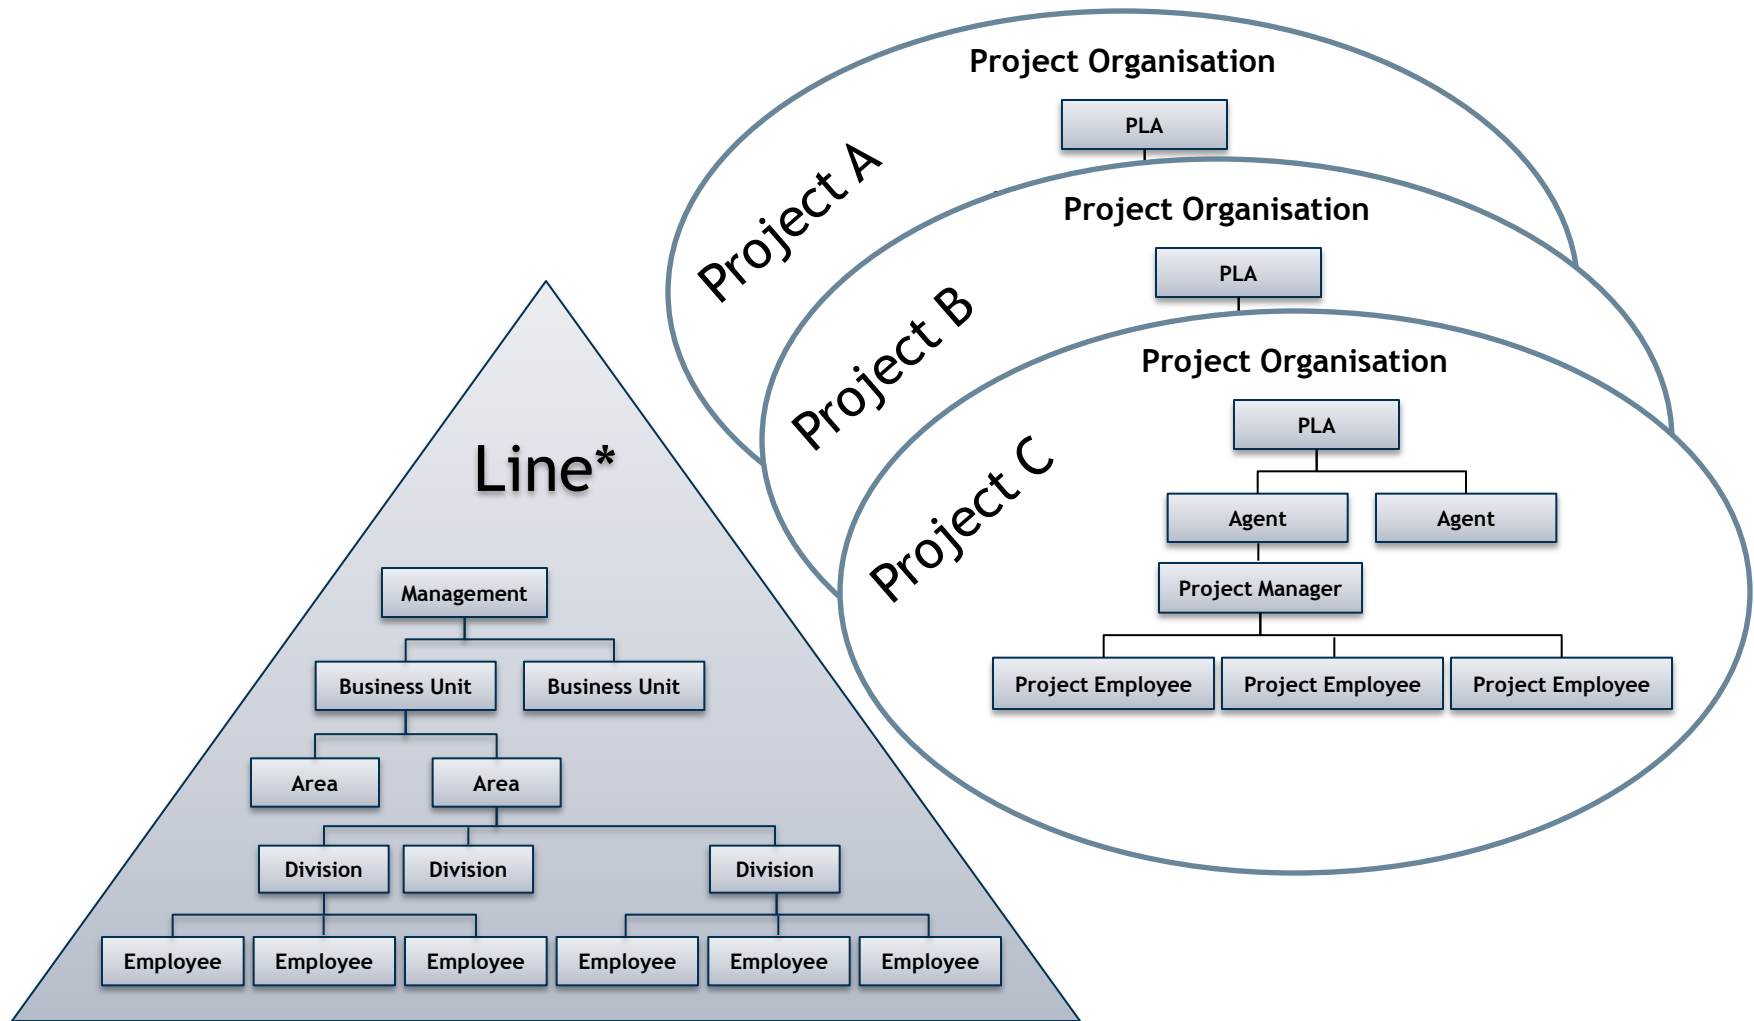 Project Organisation
PLA
Project A
Project Organisation
PLA
Project B
Project Organisation
PLA
Project C
Agent Agent
Project Manager
Project Employee Project Employee Project Employee
Line*
Management
Business Unit Business Unit
Area Area
Division Division Division
Employee Employee Employee Employee Employee Employee